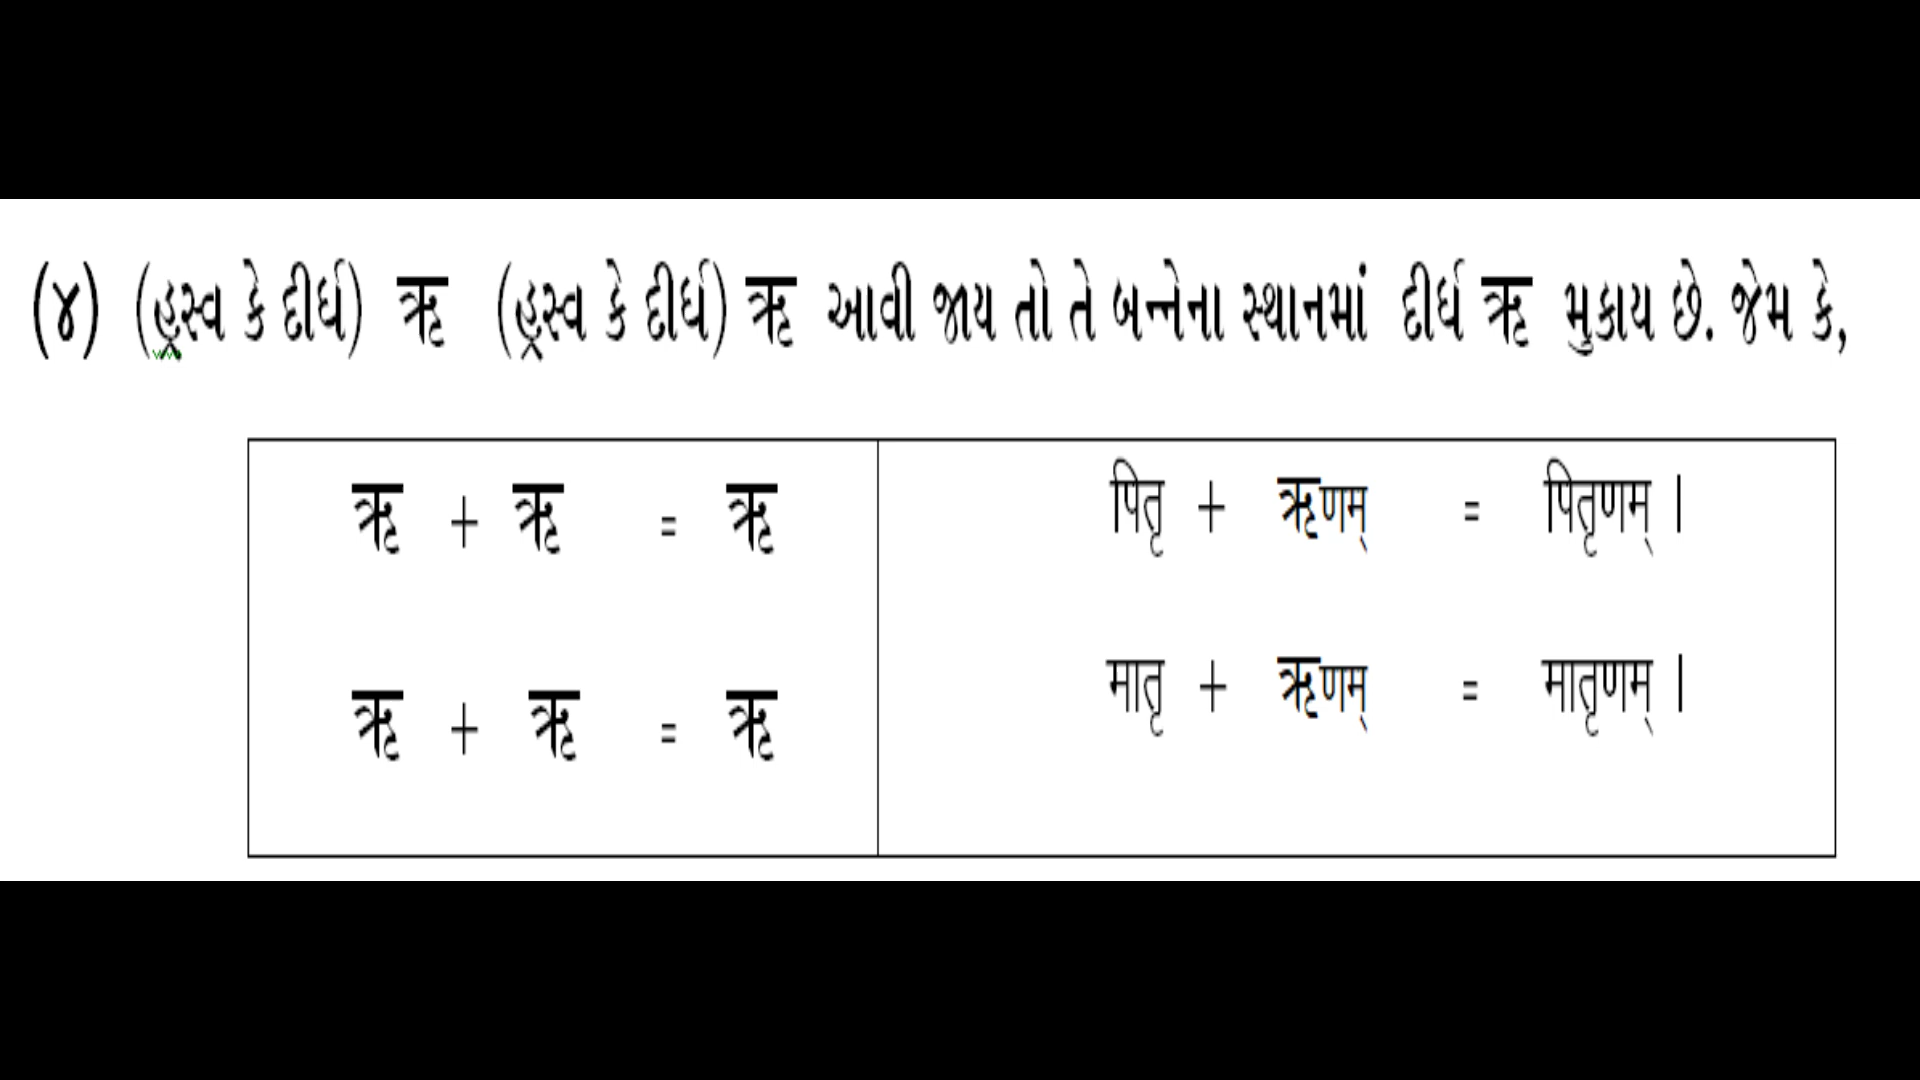 (૪) (હ્રસ્વ કે દીર્ઘ) ऋ (હ્રસ્વ કે દીર્ઘ) ऋ આવી જાય તો તે બન્નેના સ્થાનમાં દીર્ઘ ऋ મુકાય છે. જેમ કે,
ऋ + ऋ = ऋ
पितृ + ऋणम् = पितृणम् ।
ऋ + ऋ = ऋ
मातृ + ऋणम् = मातृणम् ।